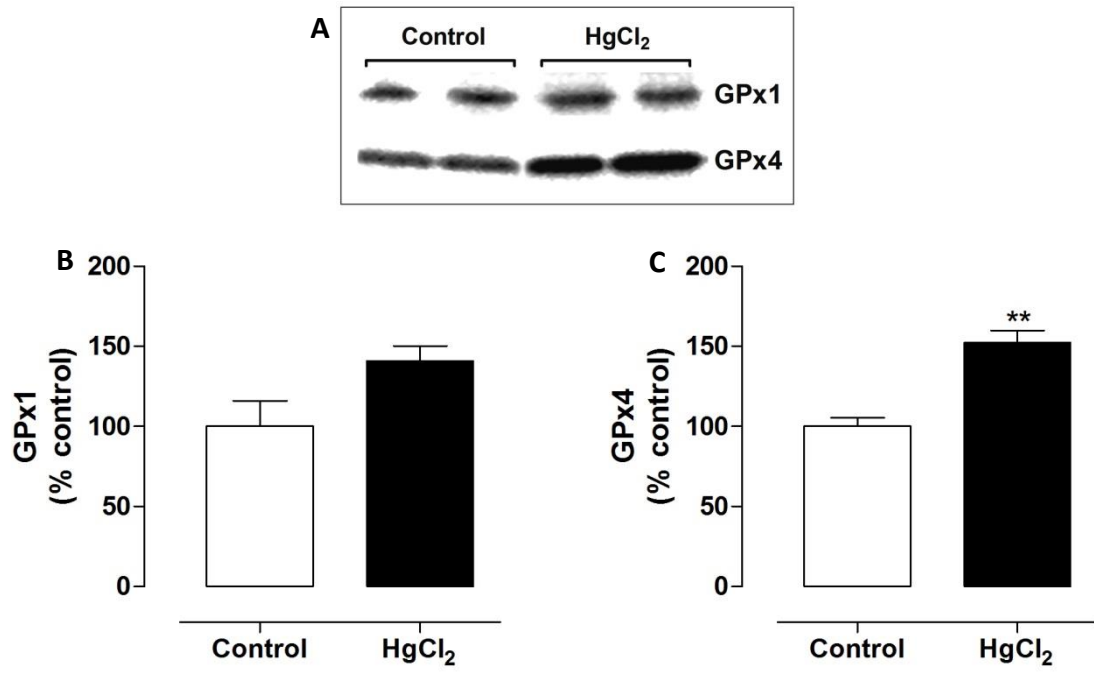 A
Control HgCl₂
GPx1
GPx4
B
200
150
100
50
0
GPx1
(% control)
Control HgCl₂
C
200
150
100
50
0
GPx4
(% control)
**
Control HgCl₂